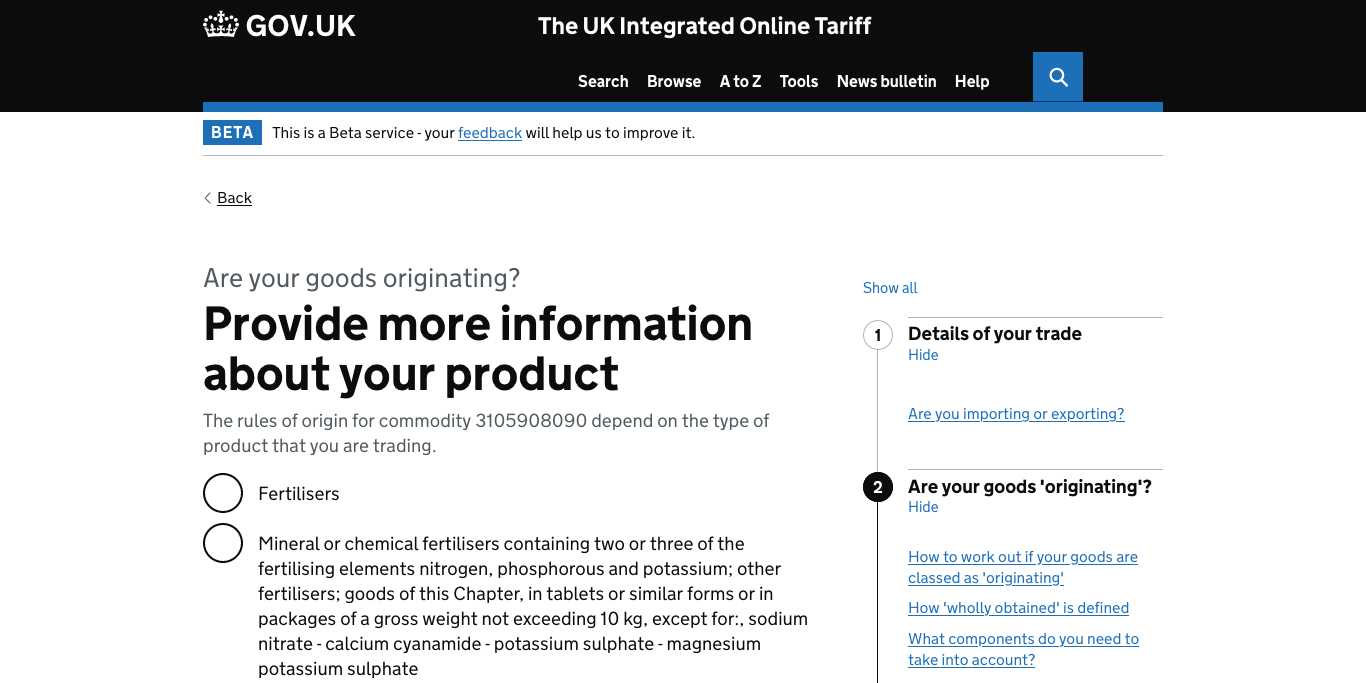 GOV.UK
The UK Integrated Online Tariff
Search Browse A to Z Tools News bulletin Help
BETA This is a Beta service - your feedback will help us to improve it.
Back
Are your goods originating?
Provide more information
about your product
The rules of origin for commodity 3105908090 depend on the type of
product that you are trading.
Fertilisers
Mineral or chemical fertilisers containing two or three of the
fertilising elements nitrogen, phosphorous and potassium; other
fertilisers; goods of this Chapter, in tablets or similar forms or in
packages of a gross weight not exceeding 10 kg, except for:, sodium
nitrate - calcium cyanamide - potassium sulphate - magnesium
potassium sulphate
Show all
1 Details of your trade
Hide
Are you importing or exporting?
2 Are your goods 'originating'?
Hide
How to work out if your goods are
classed as 'originating'
How 'wholly obtained' is defined
What components do you need to
take into account?